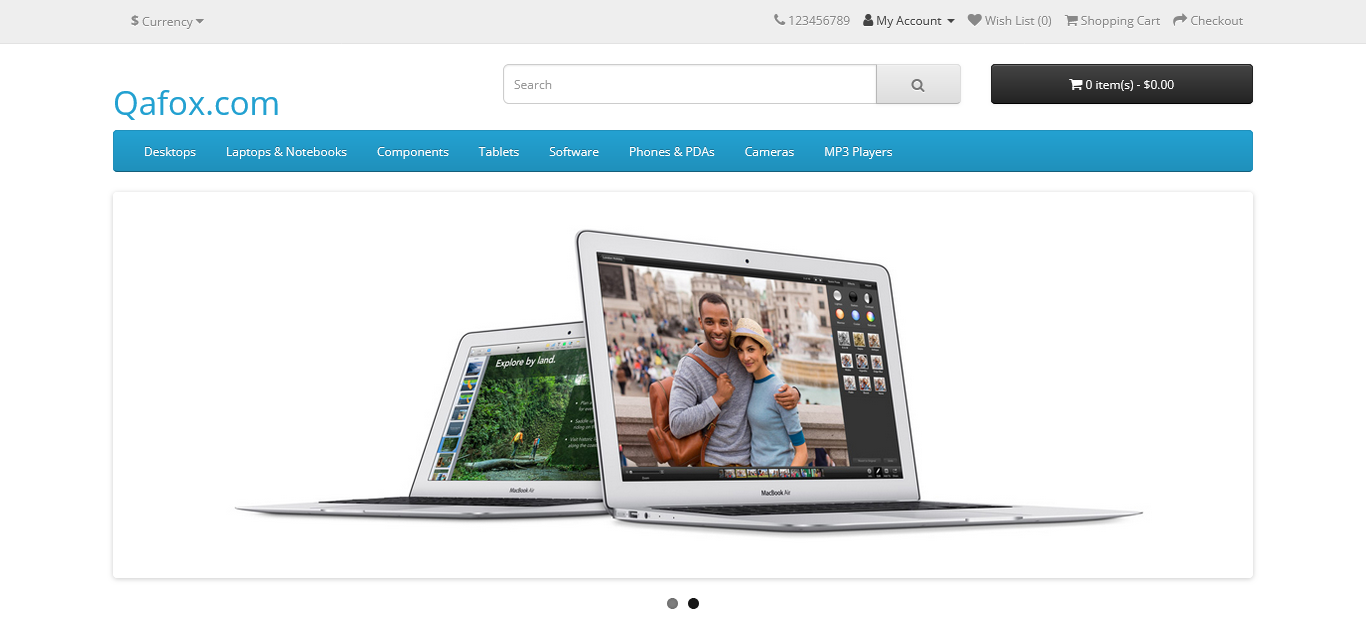 $ Currency
123456789 My Account Wish List (0) Shopping Cart Checkout
Search
0 item(s) - $0.00
Qafox.com
Desktops Laptops & Notebooks Components Tablets Software Phones & PDAs Cameras MP3 Players
Explore by land.
MacBook Air
MacBook Air